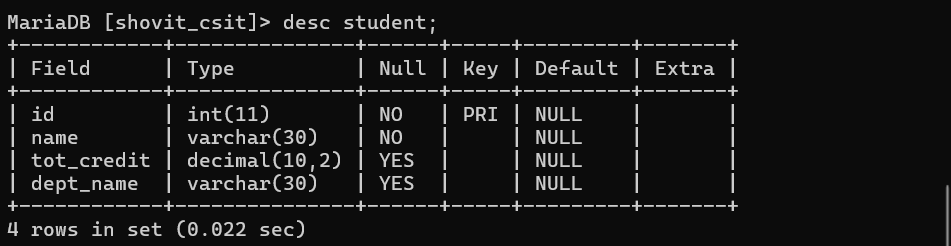 MariaDB [shovit_csit]> desc student;
+------------+---------------+------+-----+---------+-------+
| Field      | Type          | Null | Key | Default | Extra |
+------------+---------------+------+-----+---------+-------+
| id         | int(11)       | NO   | PRI | NULL    |       |
| name       | varchar(30)   | NO   |     | NULL    |       |
| tot_credit | decimal(10,2) | YES  |     | NULL    |       |
| dept_name  | varchar(30)   | YES  |     | NULL    |       |
+------------+---------------+------+-----+---------+-------+
4 rows in set (0.022 sec)